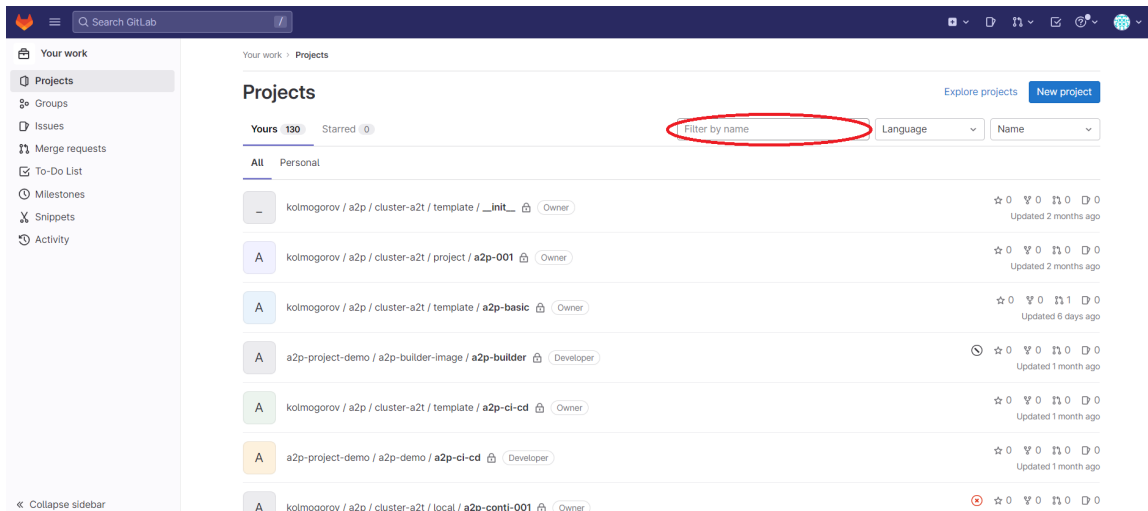 Search GitLab /
Your work
Projects
Groups
Issues
Merge requests
To-Do List
Milestones
Snippets
Activity
Collapse sidebar
Your work > Projects
Projects
Explore projects New project
Yours 130 Starred 0 Filter by name Language Name
All Personal
_ kolmogorov / a2p / cluster-a2t / template / __init__ Owner 0 0 0 0
Updated 2 months ago
A kolmogorov / a2p / cluster-a2t / project / a2p-001 Owner 0 0 0 0
Updated 2 months ago
A kolmogorov / a2p / cluster-a2t / template / a2p-basic Owner 0 0 1 0
Updated 6 days ago
A a2p-project-demo / a2p-builder-image / a2p-builder Developer 0 0 0 0
Updated 1 month ago
A kolmogorov / a2p / cluster-a2t / template / a2p-ci-cd Owner 0 0 0 0
Updated 1 month ago
A a2p-project-demo / a2p-demo / a2p-ci-cd Developer 0 0 0 0
Updated 1 month ago
A kolmogorov / a2p / cluster-a2t / local / a2p-conti-001 Owner 0 0 0 0